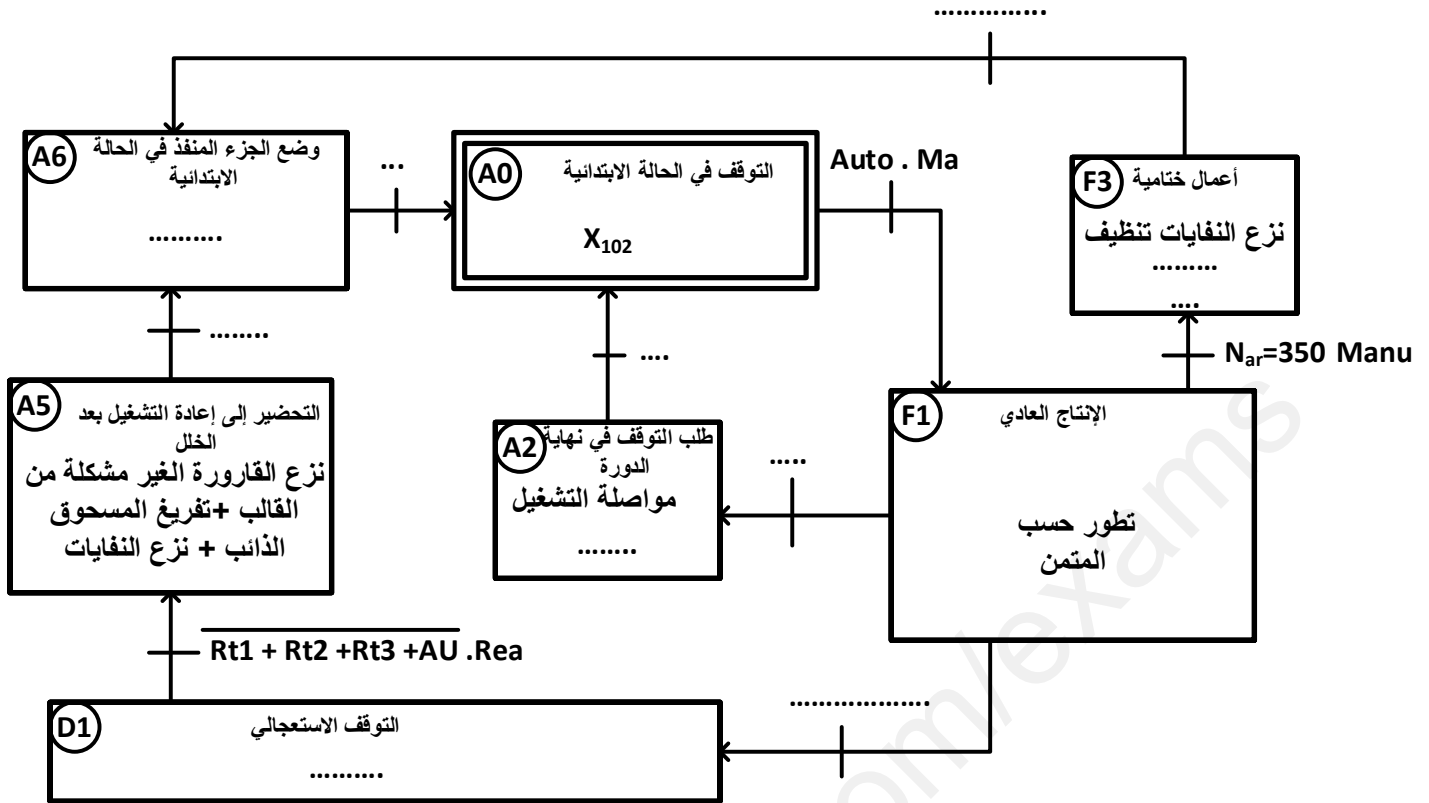 ...............
A6
وضع الجزء المنفذ في الحالة
الابتدائية
..........
...
A0
التوقف في الحالة الابتدائية
X102
Auto . Ma
F3
أعمال ختامية
نزع النفايات تنظيف
.........
....
........
....
Nar=350 Manu
A5
التحضير إلى إعادة التشغيل بعد
الخلل
نزع القارورة الغير مشكلة من
القالب +تفريغ المسحوق
الذائب + نزع النفايات
A2
طلب التوقف في نهاية
الدورة
مواصلة التشغيل
........
.....
F1
الإنتاج العادي
تطور حسب
المتمن
Rt1 + Rt2 +Rt3 +AU .Rea
...................
D1
التوقف الاستعجالي
..........
om/exams